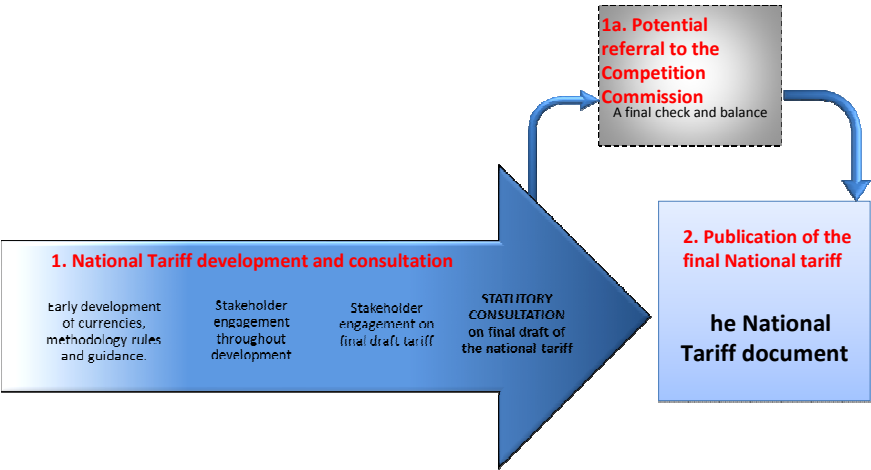 1a. Potential
referral to the
Competition
Commission
A final check and balance
1. National Tariff development and consultation
Early development
of currencies,
methodology rules
and guidance.
Stakeholder
engagement
throughout
development
Stakeholder
engagement on
final draft tariff
STATUTORY
CONSULTATION
on final draft of
the national tariff
2. Publication of the
final National tariff
he National
Tariff document